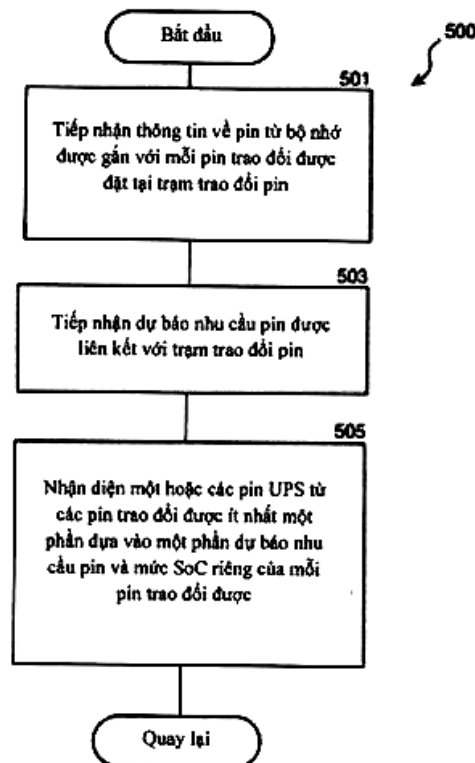 Bắt đầu
500
501
Tiếp nhận thông tin về pin từ bộ nhớ
được gắn với mỗi pin trao đổi được
đặt tại trạm trao đổi pin
503
Tiếp nhận dự báo nhu cầu pin được
liên kết với trạm trao đổi pin
505
Nhận diện một hoặc các pin UPS từ
các pin trao đổi được ít nhất một
phần dựa vào một phần dự báo nhu
cầu pin và mức SoC riêng của mỗi
pin trao đổi được
Quay lại